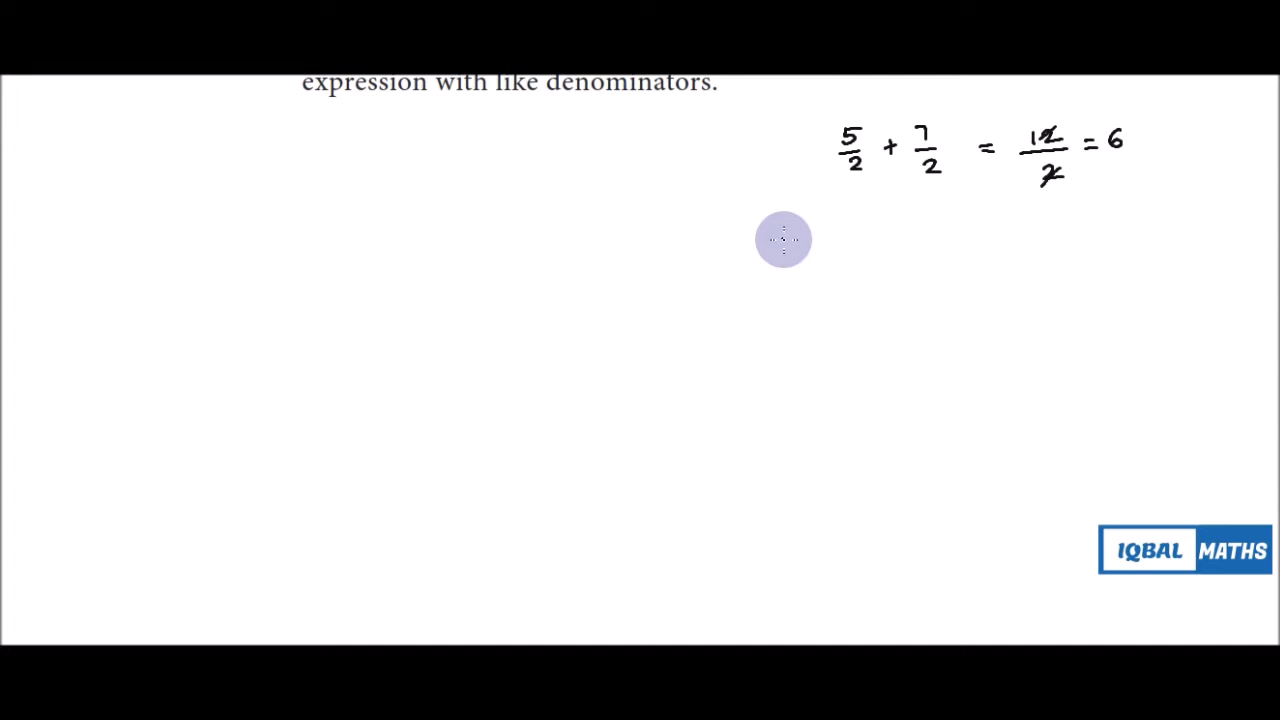 expression with like denominators.
5/2 + 7/2 = 12/2 = 6
IQBAL MATHS